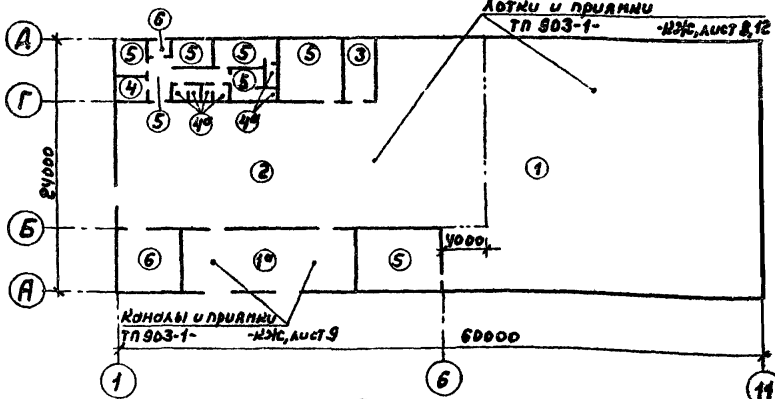 Лотки и приямки
ТП 903-1- -КЖ, лист 8,12
6
Д
5
5
5
5
3
5
4
Г
5
4а
4а
24000
2
1
Б
4000
6
1а
5
А
Каналы и приямки
ТП 903-1- -КЖ, лист 9
60000
1
6
11